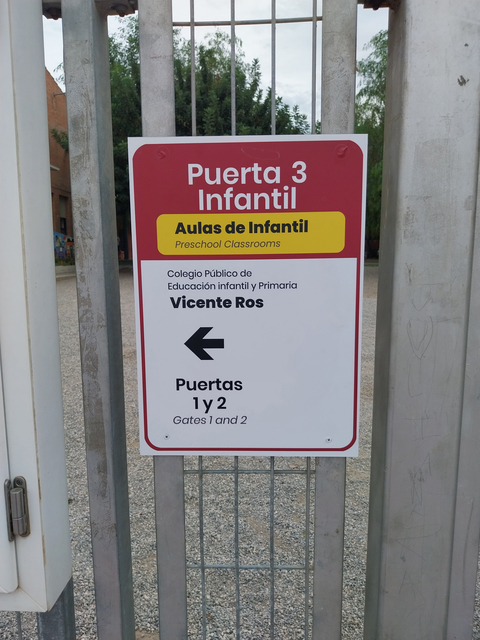 Puerta 3
Infantil
Aulas de Infantil
Preschool Classrooms
Colegio Público de
Educación infantil y Primaria
Vicente Ros
Puertas
1 y 2
Gates 1 and 2